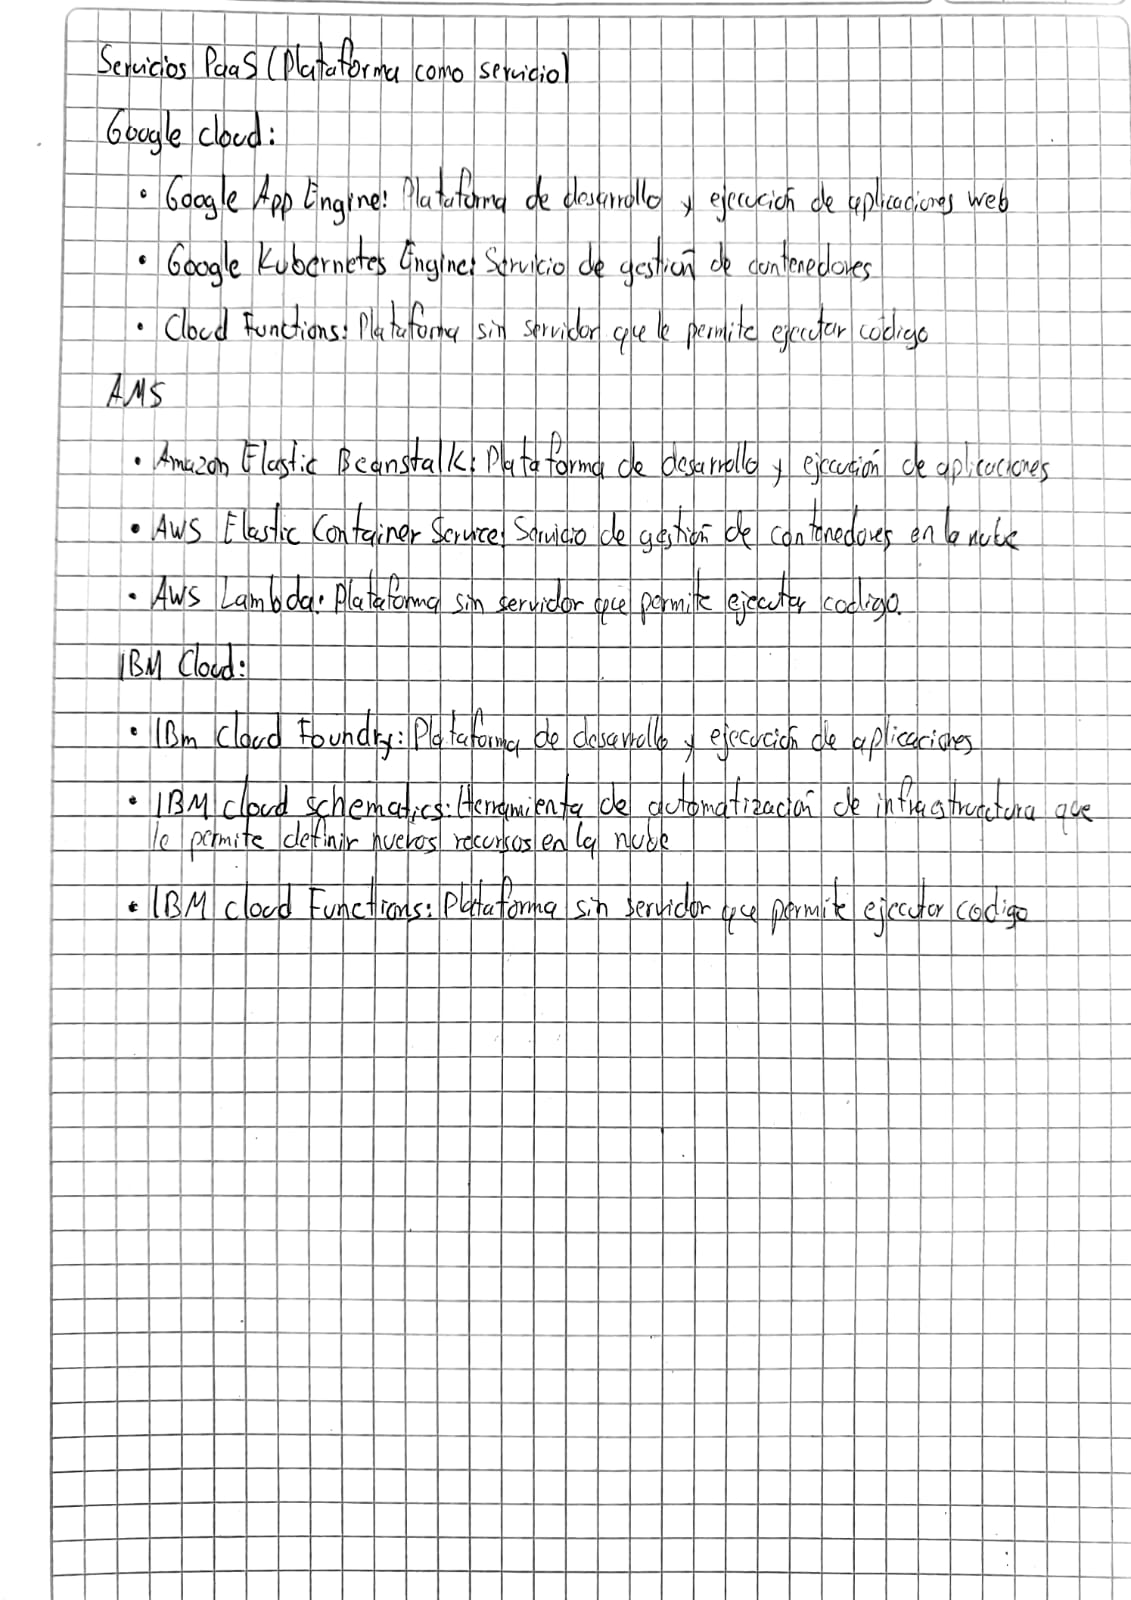 Servicios PaaS (Plataforma como servicio)
Google cloud:
• Google App Engine: Plataforma de desarrollo y ejecución de aplicaciones web
• Google Kubernetes Engine: Servicio de gestión de contenedores
• Cloud Functions: Plataforma sin servidor que le permite ejecutar código
AMS
• Amazon Elastic Beanstalk: Plataforma de desarrollo y ejecución de aplicaciones
• AWS Elastic Container Service: Servicio de gestión de contenedores en la nube
• AWS Lambda: Plataforma sin servidor que permite ejecutar codigo.
IBM Cloud:
• IBm Cloud Foundry: Plataforma de desarrollo y ejecución de aplicaciones
• IBM cloud schematics: Herramienta de automatización de infraestructura que
le permite definir nuevos recursos en la nube
• IBM cloud Functions: Plataforma sin servidor que permite ejecutar codigo